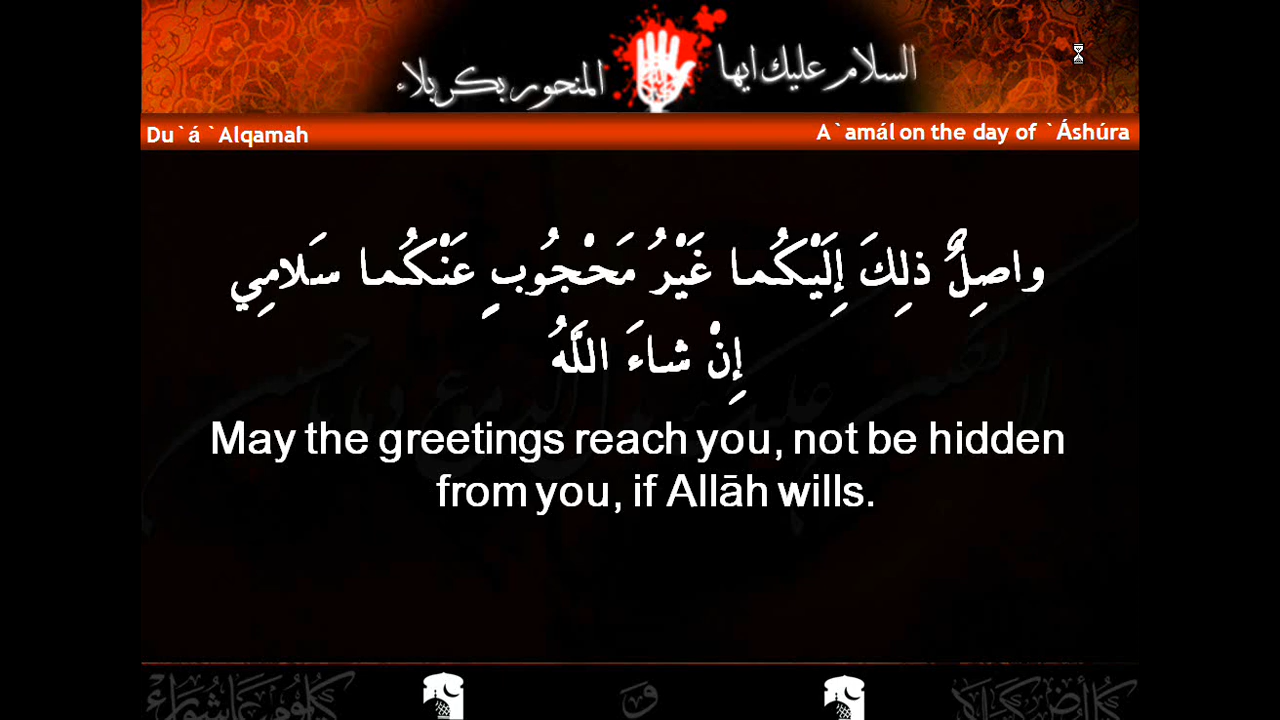 السلام عليك ايها المنحور بكربلاء
Du`á `Alqamah
A`amál on the day of `Áshúra
واصِلٌ ذلِكَ إِلَيْكُما غَيْرُ مَحْجُوبٍ عَنْكُما سَلامِي
إِنْ شاءَ اللَّهُ
May the greetings reach you, not be hidden
from you, if Allāh wills.